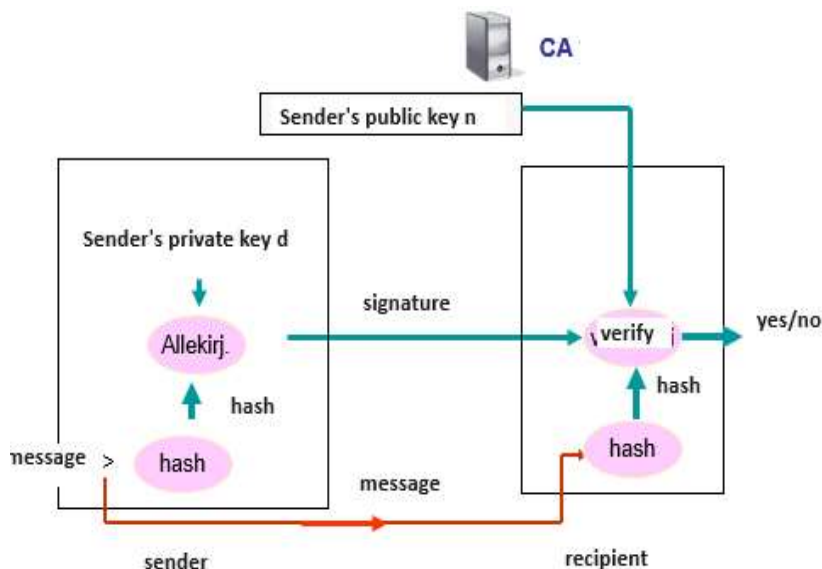 CA
Sender's public key n
Sender's private key d
signature
Allekirj.
verify
yes/no
hash
hash
message >
hash
hash
message
sender
recipient